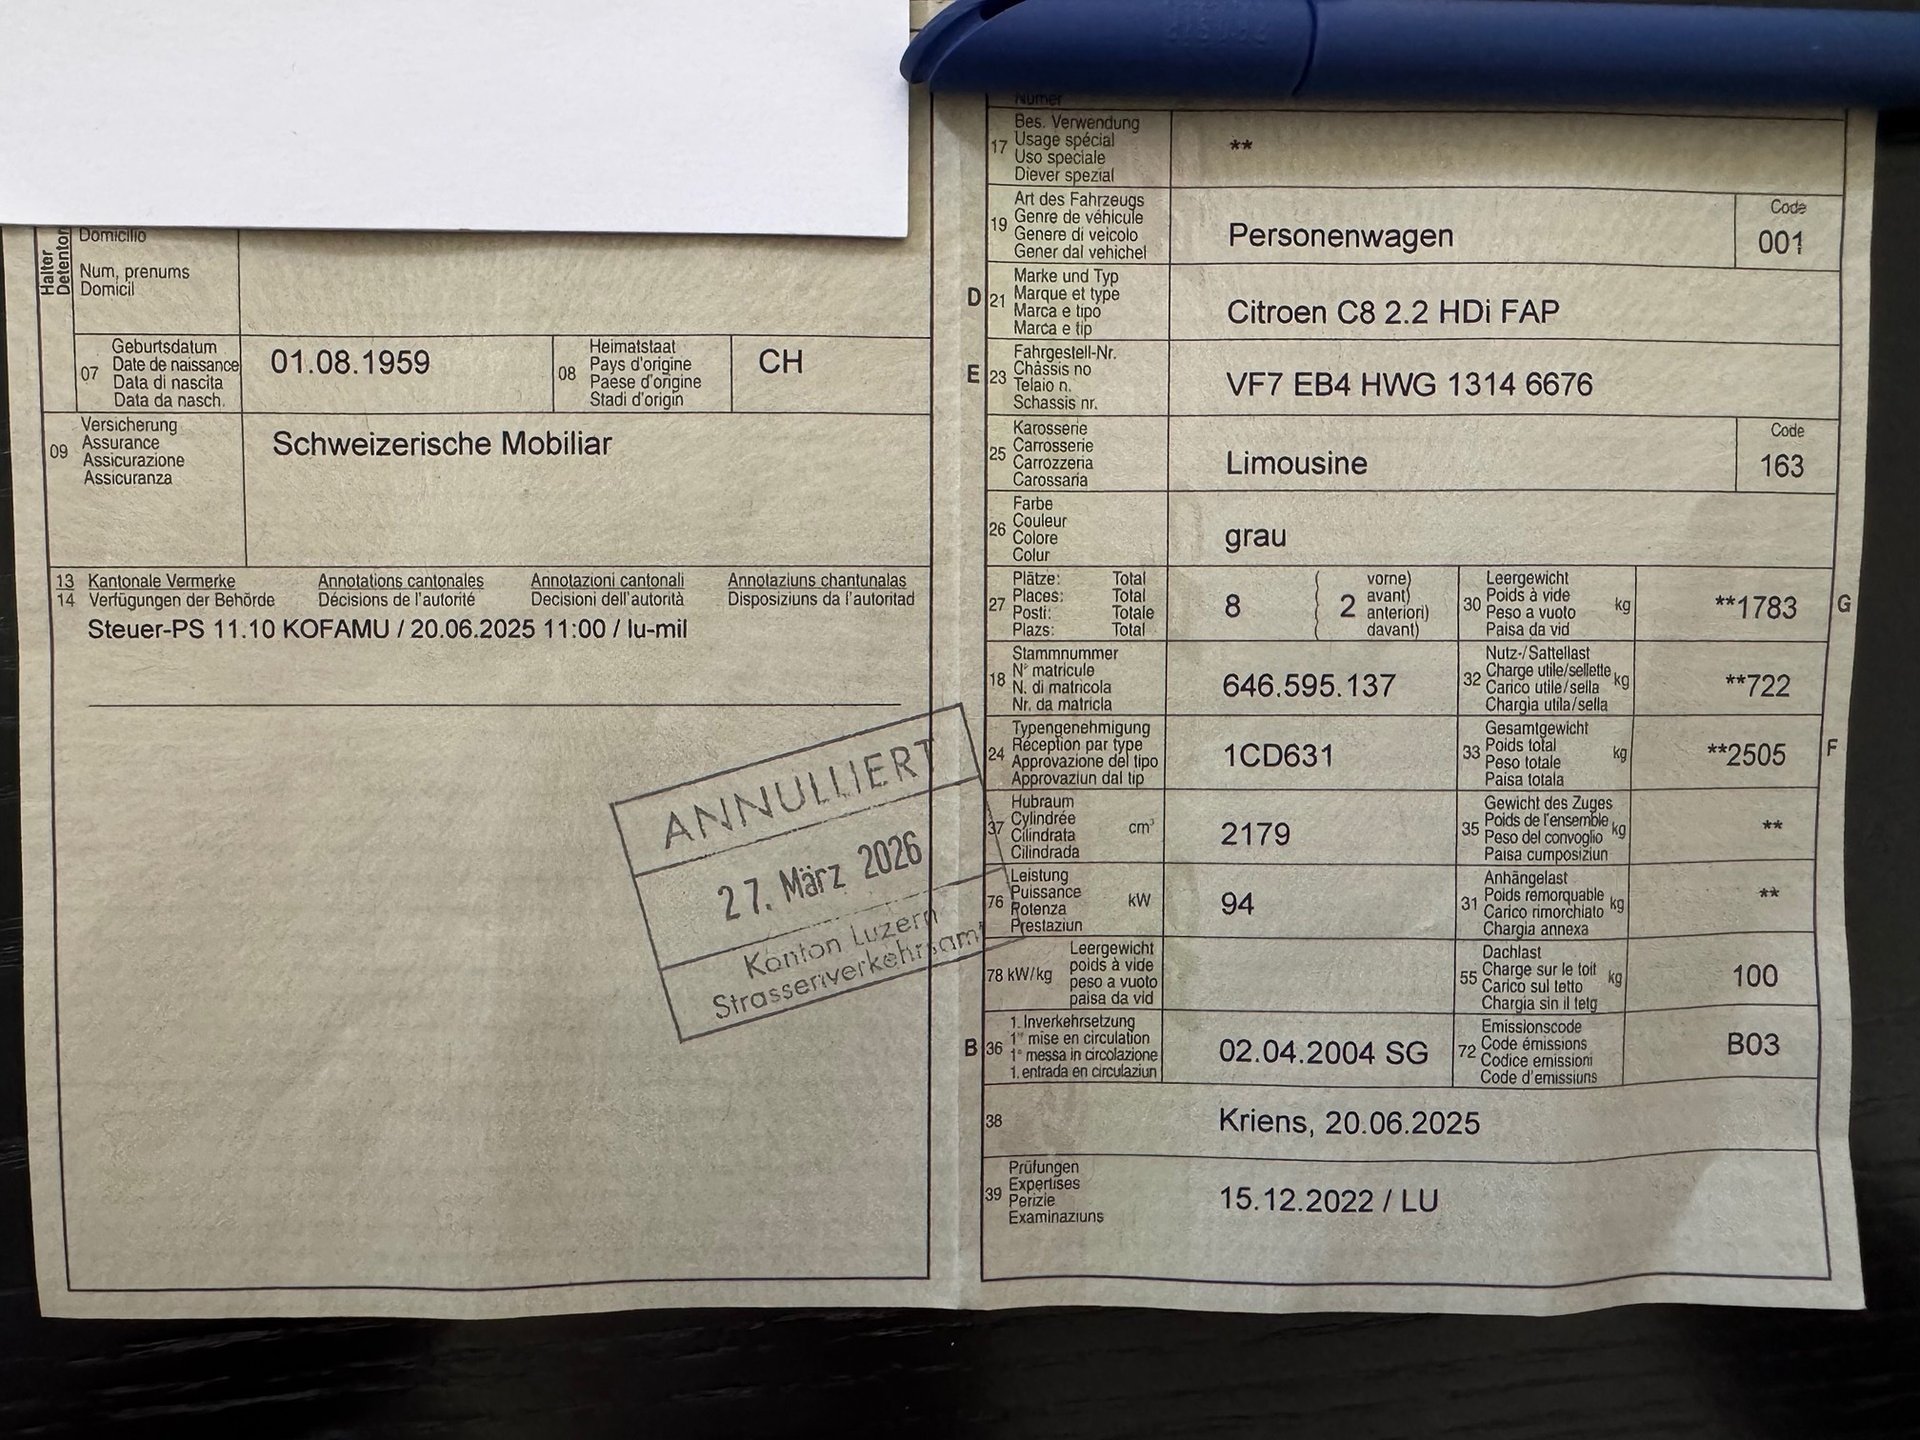 Domicilio
Num, prenums
Domicil
Halter
Detentor
07
Geburtsdatum
Date de naissance
Data di nascita
Data da nasch.
01.08.1959
08
Heimatstaat
Pays d'origine
Paese d'origine
Stadi d'origin
CH
09
Versicherung
Assurance
Assicurazione
Assicuranza
Schweizerische Mobiliar
13 Kantonale Vermerke Annotations cantonales Annotazioni cantonali Annotaziuns chantunalas
14 Verfügungen der Behörde Décisions de l'autorité Decisioni dell'autorità Disposiziuns da l'autoritad
Steuer-PS 11.10 KOFAMU / 20.06.2025 11:00 / lu-mil
ANNULLIERT
27. März 2026
Kanton Luzern
Strassenverkehrsamt
Numer
17
Bes. Verwendung
Usage spécial
Uso speciale
Diever spezial
**
19
Art des Fahrzeugs
Genre de véhicule
Genere di veicolo
Gener dal vehichel
Personenwagen
Code
001
D 21
Marke und Typ
Marque et type
Marca e tipo
Marca e tip
Citroen C8 2.2 HDi FAP
E 23
Fahrgestell-Nr.
Châssis no
Telaio n.
Schassis nr.
VF7 EB4 HWG 1314 6676
25
Karosserie
Carrosserie
Carrozzeria
Carossaria
Limousine
Code
163
26
Farbe
Couleur
Colore
Colur
grau
27
Plätze: Total
Places: Total
Posti: Totale
Plazs: Total
8
( vorne)
avant)
2 anteriori)
( davant)
30
Leergewicht
Poids à vide
Peso a vuoto
Paisa da vid
kg
**1783
G
18
Stammnummer
N° matricule
N. di matricola
Nr. da matricla
646.595.137
32
Nutz-/Sattellast
Charge utile/sellette
Carico utile/sella
Chargia utila/sella
kg
**722
24
Typengenehmigung
Réception par type
Approvazione del tipo
Approvaziun dal tip
1CD631
33
Gesamtgewicht
Poids total
Peso totale
Paisa totala
kg
**2505
F
37
Hubraum
Cylindrée
Cilindrata
Cilindrada
cm³
2179
35
Gewicht des Zuges
Poids de l'ensemble
Peso del convoglio
Paisa cumposiziun
kg
**
76
Leistung
Puissance
Potenza
Prestaziun
kW
94
31
Anhängelast
Poids remorquable
Carico rimorchiato
Chargia annexa
kg
**
78 kW/kg
Leergewicht
poids à vide
peso a vuoto
paisa da vid
55
Dachlast
Charge sur le toit
Carico sul tetto
Chargia sin il tetg
kg
100
B 36
1. Inverkehrsetzung
1re mise en circulation
1a messa in circolazione
1. entrada en circulaziun
02.04.2004 SG
72
Emissionscode
Code émissions
Codice emissioni
Code d'emissiuns
B03
38
Kriens, 20.06.2025
39
Prüfungen
Expertises
Perizie
Examinaziuns
15.12.2022 / LU